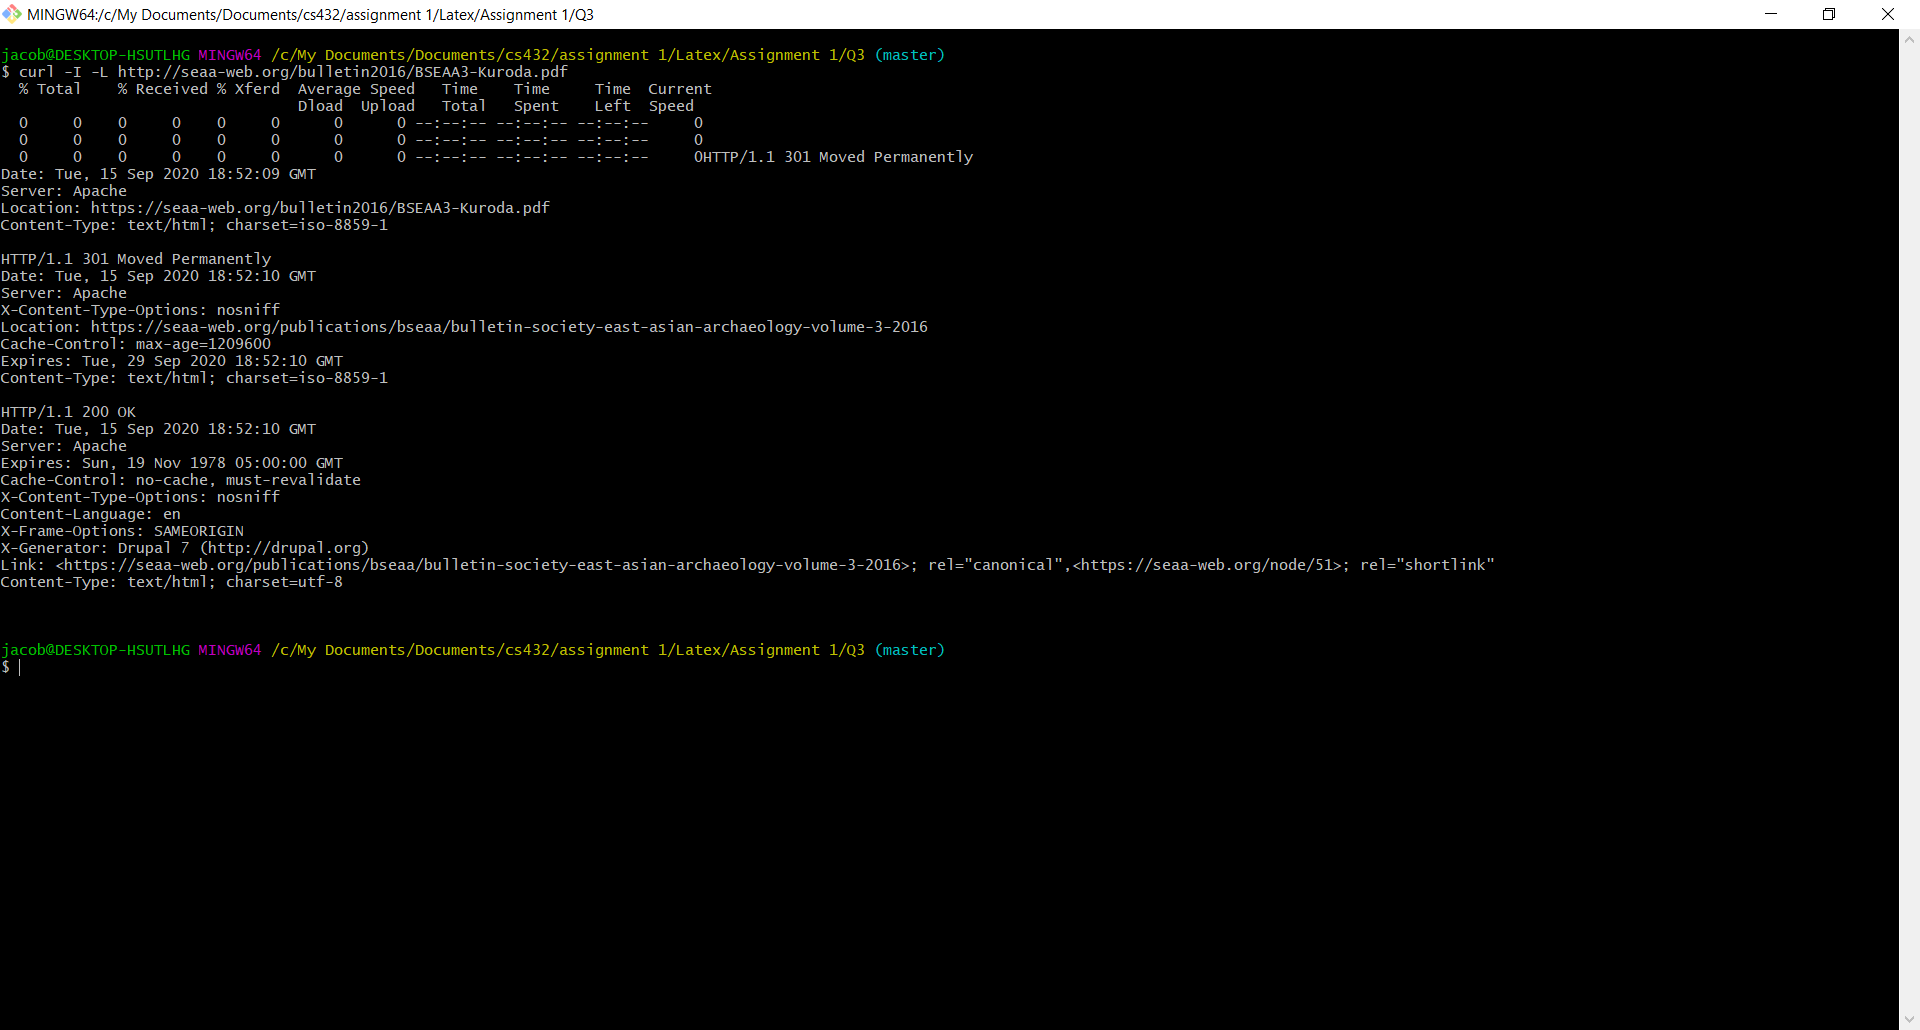 MINGW64:/c/My Documents/Documents/cs432/assignment 1/Latex/Assignment 1/Q3
jacob@DESKTOP-HSUTLHG MINGW64 /c/My Documents/Documents/cs432/assignment 1/Latex/Assignment 1/Q3 (master)
$ curl -I -L http://seaa-web.org/bulletin2016/BSEAA3-Kuroda.pdf
  % Total    % Received % Xferd  Average Speed   Time    Time     Time  Current
                                 Dload  Upload   Total   Spent    Left  Speed
  0     0    0     0    0     0      0      0 --:--:-- --:--:-- --:--:--     0
  0     0    0     0    0     0      0      0 --:--:-- --:--:-- --:--:--     0
  0     0    0     0    0     0      0      0 --:--:-- --:--:-- --:--:--     0HTTP/1.1 301 Moved Permanently
Date: Tue, 15 Sep 2020 18:52:09 GMT
Server: Apache
Location: https://seaa-web.org/bulletin2016/BSEAA3-Kuroda.pdf
Content-Type: text/html; charset=iso-8859-1

HTTP/1.1 301 Moved Permanently
Date: Tue, 15 Sep 2020 18:52:10 GMT
Server: Apache
X-Content-Type-Options: nosniff
Location: https://seaa-web.org/publications/bseaa/bulletin-society-east-asian-archaeology-volume-3-2016
Cache-Control: max-age=1209600
Expires: Tue, 29 Sep 2020 18:52:10 GMT
Content-Type: text/html; charset=iso-8859-1

HTTP/1.1 200 OK
Date: Tue, 15 Sep 2020 18:52:10 GMT
Server: Apache
Expires: Sun, 19 Nov 1978 05:00:00 GMT
Cache-Control: no-cache, must-revalidate
X-Content-Type-Options: nosniff
Content-Language: en
X-Frame-Options: SAMEORIGIN
X-Generator: Drupal 7 (http://drupal.org)
Link: <https://seaa-web.org/publications/bseaa/bulletin-society-east-asian-archaeology-volume-3-2016>; rel="canonical",<https://seaa-web.org/node/51>; rel="shortlink"
Content-Type: text/html; charset=utf-8

jacob@DESKTOP-HSUTLHG MINGW64 /c/My Documents/Documents/cs432/assignment 1/Latex/Assignment 1/Q3 (master)
$